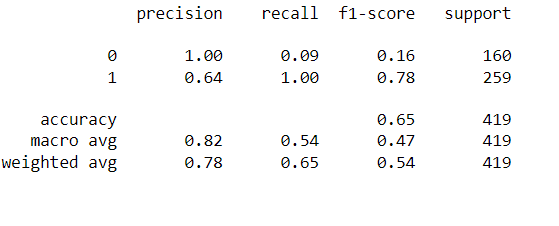 precision recall f1-score support
0 1.00 0.09 0.16 160
1 0.64 1.00 0.78 259
accuracy 0.65 419
macro avg 0.82 0.54 0.47 419
weighted avg 0.78 0.65 0.54 419